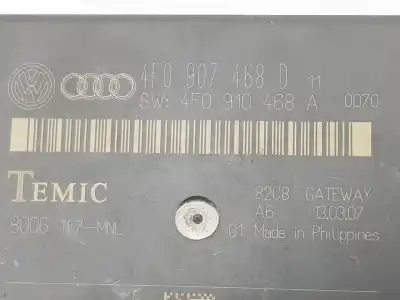 4F0 907 468 D 11
SW: 4F0 910 468 A 0070
TEMIC
8208 GATEWAY
8006 TC7-MNL A6 13.03.07
01 Made in Philippines